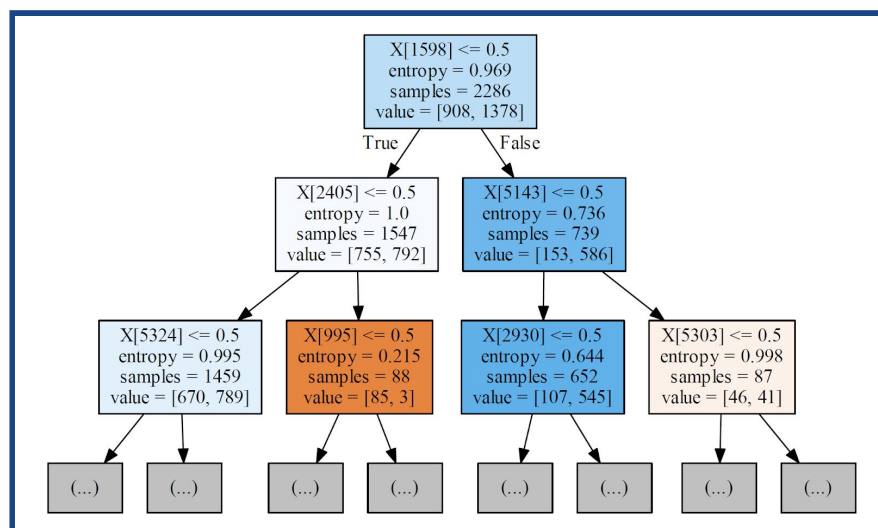 X[1598] <= 0.5
entropy = 0.969
samples = 2286
value = [908, 1378]
True
False
X[2405] <= 0.5
entropy = 1.0
samples = 1547
value = [755, 792]
X[5143] <= 0.5
entropy = 0.736
samples = 739
value = [153, 586]
X[5324] <= 0.5
entropy = 0.995
samples = 1459
value = [670, 789]
X[995] <= 0.5
entropy = 0.215
samples = 88
value = [85, 3]
X[2930] <= 0.5
entropy = 0.644
samples = 652
value = [107, 545]
X[5303] <= 0.5
entropy = 0.998
samples = 87
value = [46, 41]
(...)
(...)
(...)
(...)
(...)
(...)
(...)
(...)